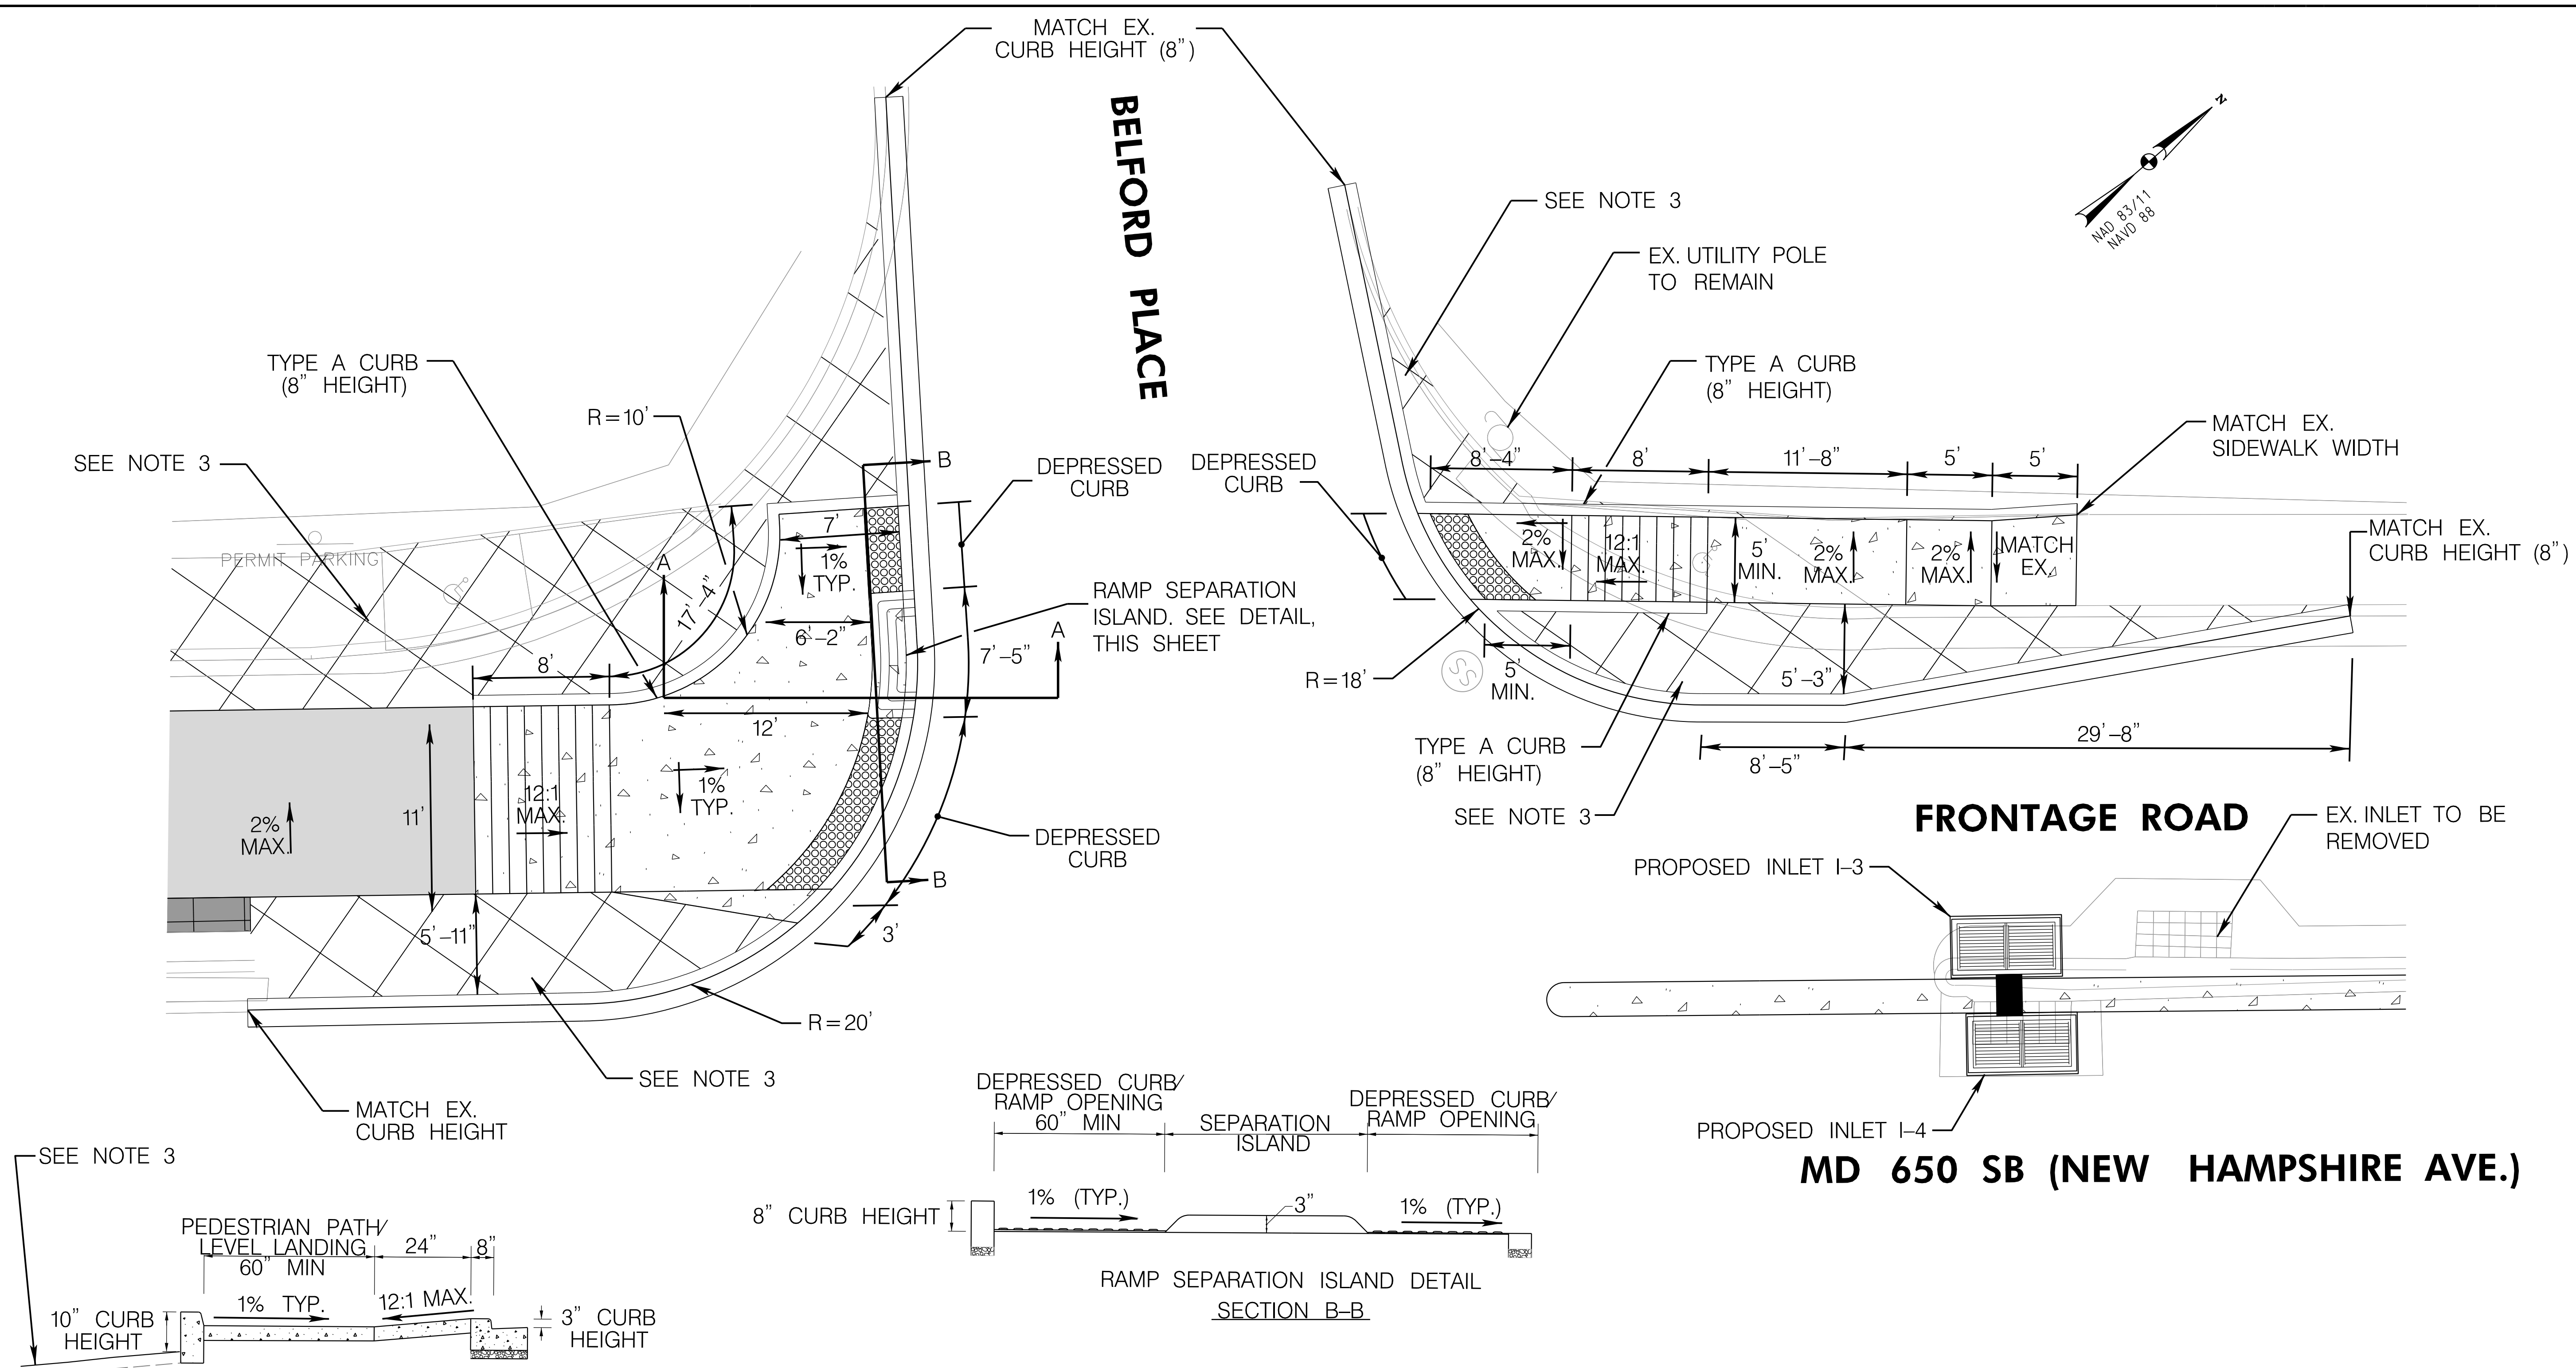 MATCH EX.
CURB HEIGHT (8")
BELFORD PLACE
N
NAD 83/11
NAVD 88
SEE NOTE 3
EX. UTILITY POLE
TO REMAIN
TYPE A CURB
(8" HEIGHT)
R=10'
SEE NOTE 3
TYPE A CURB
(8" HEIGHT)
MATCH EX.
SIDEWALK WIDTH
B
DEPRESSED
CURB
DEPRESSED
CURB
8'-4"
8'
11'-8"
5'
5'
MATCH EX.
CURB HEIGHT (8")
PERMIT PARKING
A
17'-4"
7'
1%
TYP.
6'-2"
2%
MAX.
12:1
MAX.
5'
MIN.
2%
MAX.
2%
MAX.
MATCH
EX.
RAMP SEPARATION
ISLAND. SEE DETAIL,
THIS SHEET
A
7'-5"
8'
12'
R=18'
SS
5'
MIN.
5'-3"
29'-8"
8'-5"
TYPE A CURB
(8" HEIGHT)
SEE NOTE 3
11'
2%
MAX.
12:1
MAX.
1%
TYP.
DEPRESSED
CURB
B
3'
5'-11"
R=20'
SEE NOTE 3
MATCH EX.
CURB HEIGHT
FRONTAGE ROAD
EX. INLET TO BE
REMOVED
PROPOSED INLET I-3
PROPOSED INLET I-4
MD 650 SB (NEW HAMPSHIRE AVE.)
DEPRESSED CURB/
RAMP OPENING
60" MIN
SEPARATION
ISLAND
DEPRESSED CURB/
RAMP OPENING
8" CURB HEIGHT
1% (TYP.)
3"
1% (TYP.)
RAMP SEPARATION ISLAND DETAIL
SECTION B-B
SEE NOTE 3
PEDESTRIAN PATH/
LEVEL LANDING
60" MIN
24"
8"
10" CURB
HEIGHT
1% TYP.
12:1 MAX.
3" CURB
HEIGHT